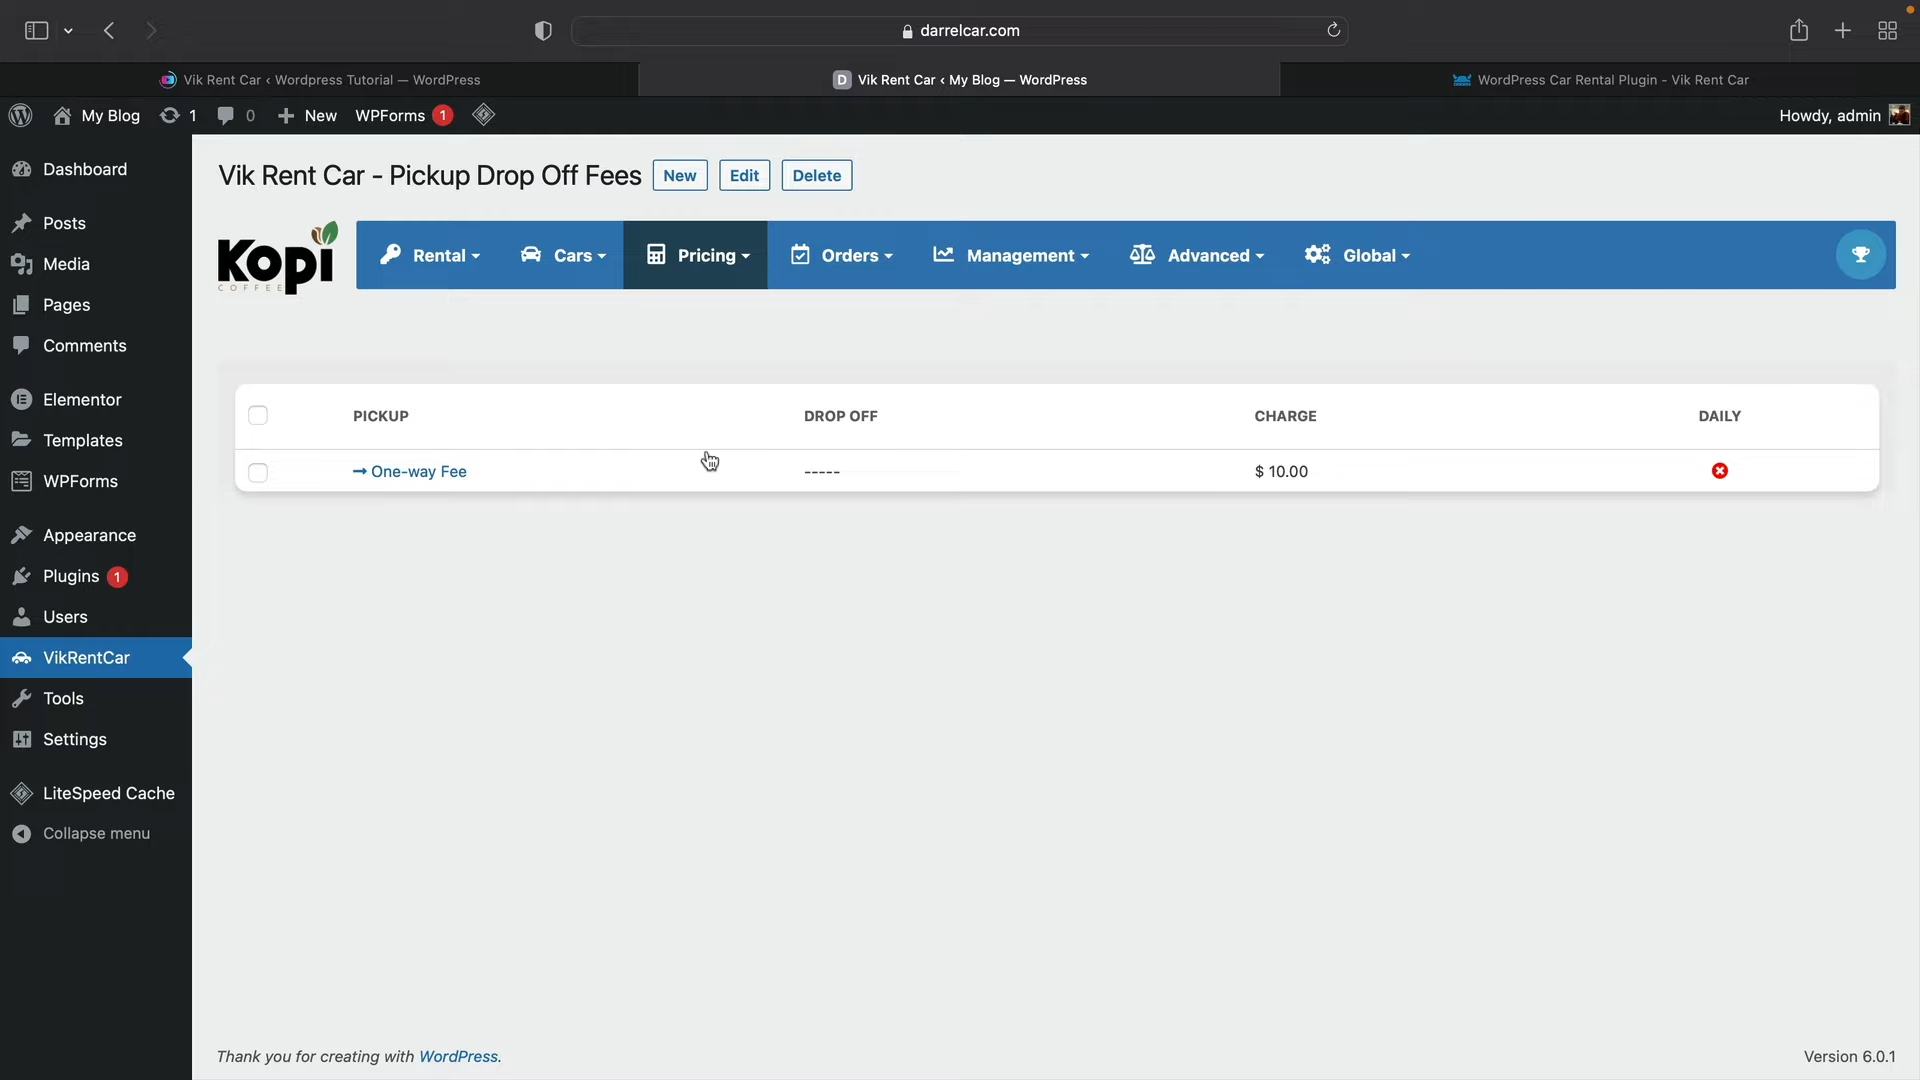 darrelcar.com
Vik Rent Car ‹ Wordpress Tutorial — WordPress
D Vik Rent Car ‹ My Blog — WordPress
WordPress Car Rental Plugin - Vik Rent Car
My Blog 1 0 New WPForms 1
Howdy, admin
Dashboard
Posts
Media
Pages
Comments
Elementor
Templates
WPForms
Appearance
Plugins 1
Users
VikRentCar
Tools
Settings
LiteSpeed Cache
Collapse menu
Vik Rent Car - Pickup Drop Off Fees New Edit Delete
Kopi
COFFEE
Rental Cars Pricing Orders Management Advanced Global
PICKUP DROP OFF CHARGE DAILY
One-way Fee ----- $ 10.00
Thank you for creating with WordPress.
Version 6.0.1